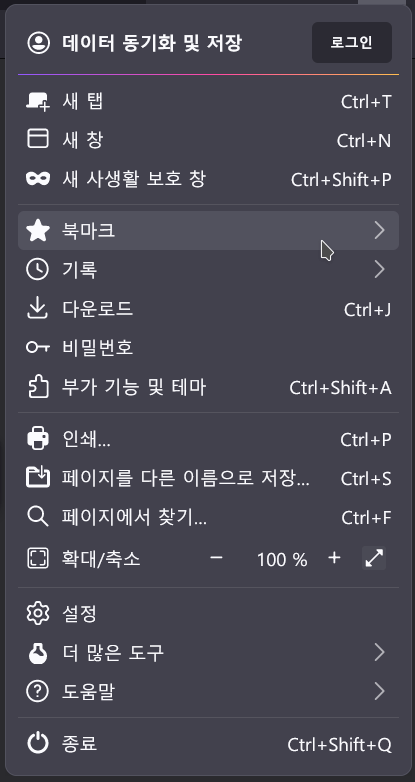 데이터 동기화 및 저장 로그인
새 탭 Ctrl+T
새 창 Ctrl+N
새 사생활 보호 창 Ctrl+Shift+P
북마크
기록
다운로드 Ctrl+J
비밀번호
부가 기능 및 테마 Ctrl+Shift+A
인쇄... Ctrl+P
페이지를 다른 이름으로 저장... Ctrl+S
페이지에서 찾기... Ctrl+F
확대/축소 − 100 % +
설정
더 많은 도구
도움말
종료 Ctrl+Shift+Q